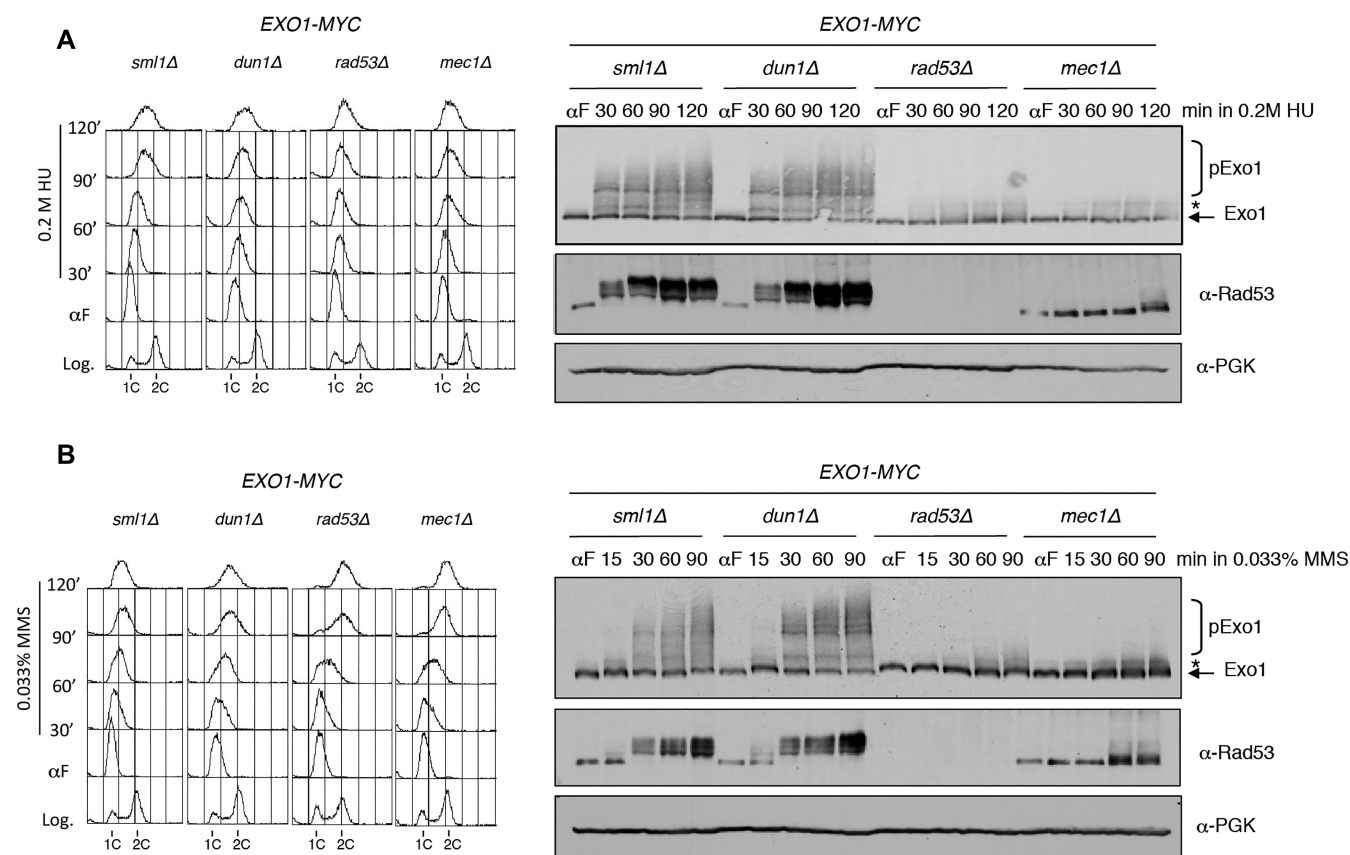 A
EXO1-MYC
sml1Δ dun1Δ rad53Δ mec1Δ
0.2 M HU
120′
90′
60′
30′
αF
Log.
1C 2C 1C 2C 1C 2C 1C 2C
EXO1-MYC
sml1Δ dun1Δ rad53Δ mec1Δ
αF 30 60 90 120 αF 30 60 90 120 αF 30 60 90 120 αF 30 60 90 120 min in 0.2M HU
pExo1
*
Exo1
α-Rad53
α-PGK
B
EXO1-MYC
sml1Δ dun1Δ rad53Δ mec1Δ
0.033% MMS
120′
90′
60′
30′
αF
Log.
1C 2C 1C 2C 1C 2C 1C 2C
EXO1-MYC
sml1Δ dun1Δ rad53Δ mec1Δ
αF 15 30 60 90 αF 15 30 60 90 αF 15 30 60 90 αF 15 30 60 90 min in 0.033% MMS
pExo1
*
Exo1
α-Rad53
α-PGK